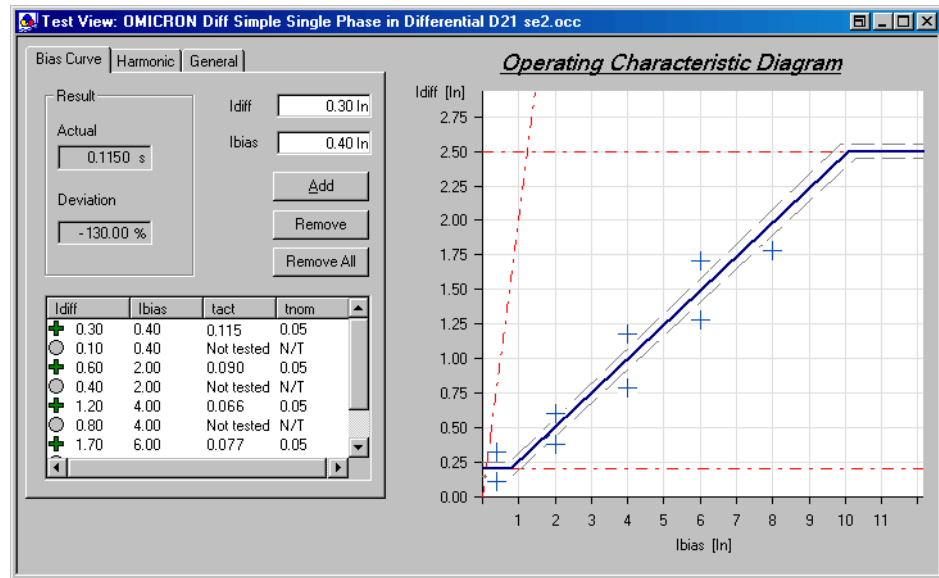 Test View: OMICRON Diff Simple Single Phase in Differential D21 se2.occ
Bias Curve Harmonic General
Result
Actual
0.1150 s
Deviation
-130.00 %
Idiff 0.30 In
Ibias 0.40 In
Add
Remove
Remove All
Idiff Ibias tact tnom
0.30 0.40 0.115 0.05
0.10 0.40 Not tested N/T
0.60 2.00 0.090 0.05
0.40 2.00 Not tested N/T
1.20 4.00 0.066 0.05
0.80 4.00 Not tested N/T
1.70 6.00 0.077 0.05
Operating Characteristic Diagram
Idiff [In]
2.75
2.50
2.25
2.00
1.75
1.50
1.25
1.00
0.75
0.50
0.25
0.00
1 2 3 4 5 6 7 8 9 10 11
Ibias [In]